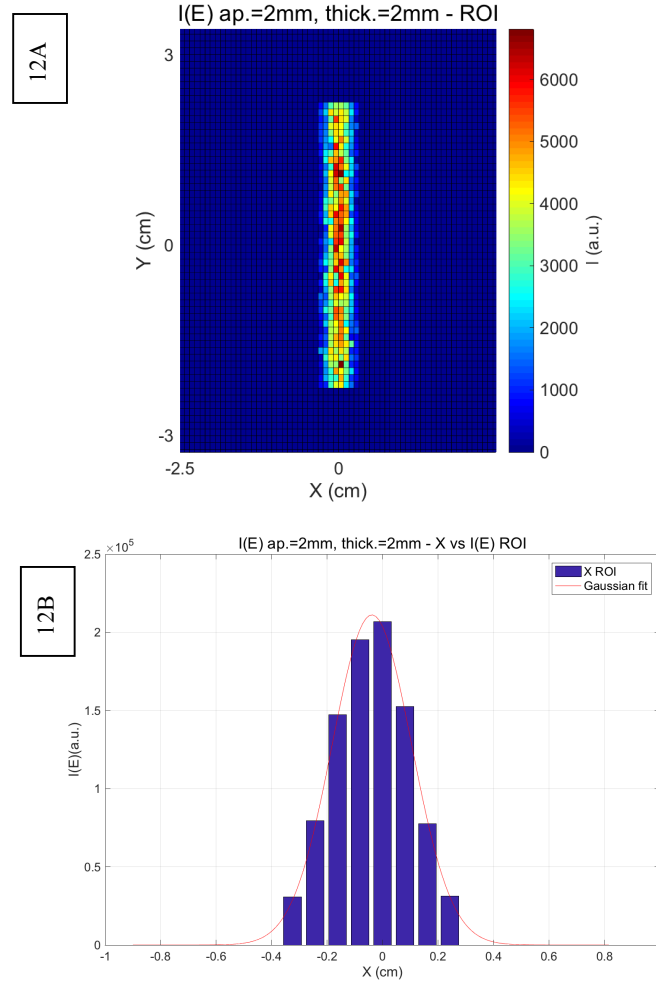 12A
I(E) ap.=2mm, thick.=2mm - ROI
3
0
-3
Y (cm)
-2.5
0
X (cm)
6000
5000
4000
3000
2000
1000
0
I (a.u.)
12B
I(E) ap.=2mm, thick.=2mm - X vs I(E) ROI
×10⁵
2.5
2
1.5
1
0.5
0
I(E)(a.u.)
X ROI
Gaussian fit
-1
-0.8
-0.6
-0.4
-0.2
0
0.2
0.4
0.6
0.8
X (cm)